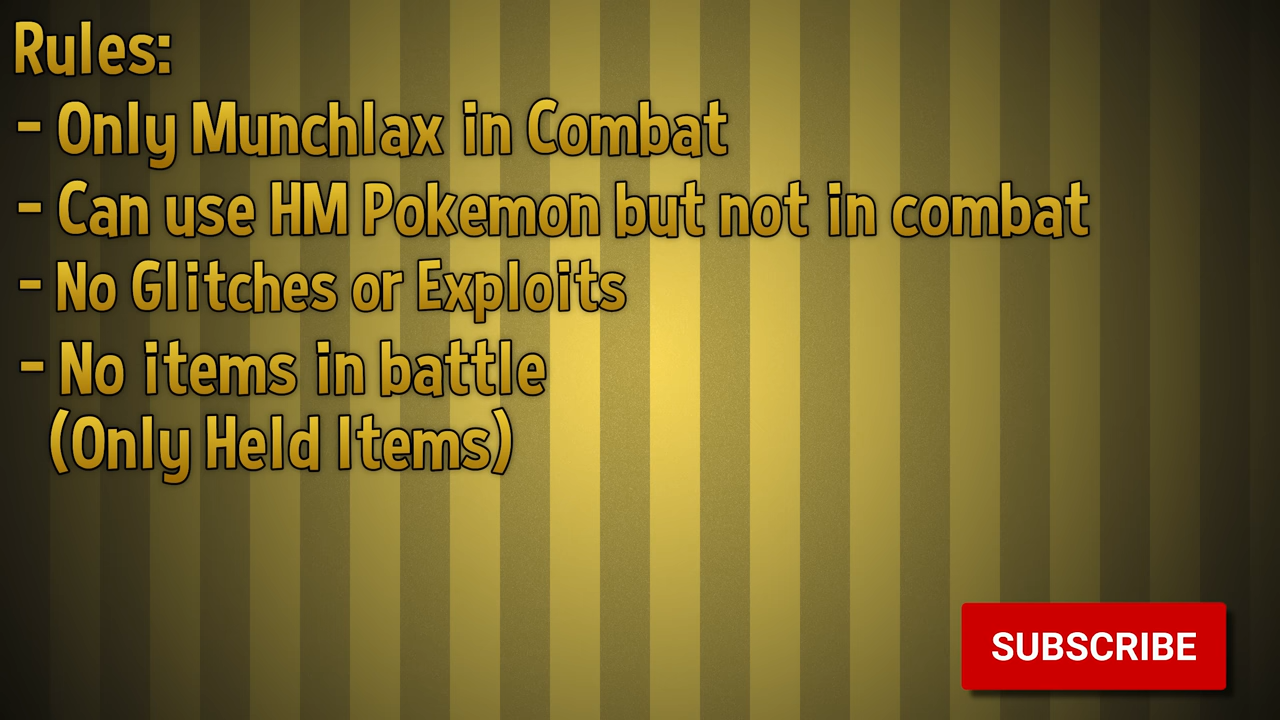 Rules:
- Only Munchlax in Combat
- Can use HM Pokemon but not in combat
- No Glitches or Exploits
- No items in battle
(Only Held Items)
SUBSCRIBE